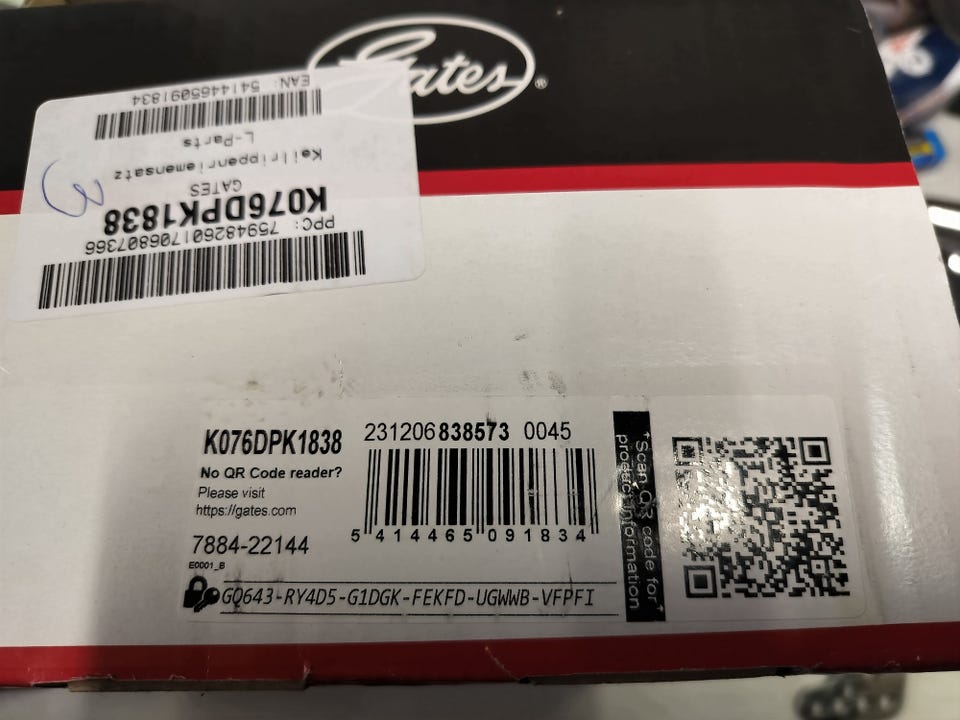 Gates®
PPC: 759482601706807366
K076DPK1838
GATES
Keilrippenriemensatz
L-Parts
EAN: 5414465091834
3
K076DPK1838
231206838573 0045
No QR Code reader?
Please visit
https://gates.com
5 414465 091834
7884-22144
E0001_B
GQ643-RY4D5-G1DGK-FEKFD-UGWWB-VFPFI
*Scan QR code for*
product information